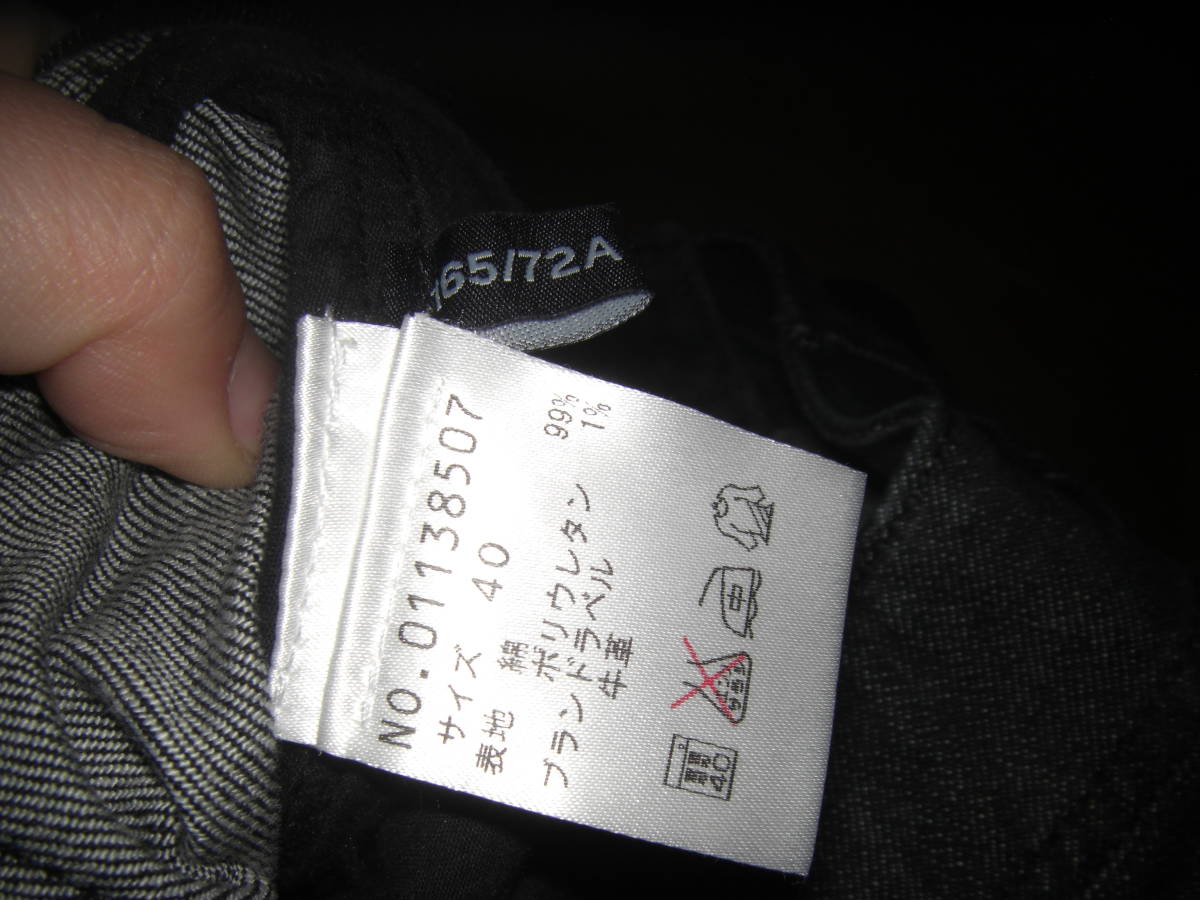 165/72A
NO.01138507
サイズ 40
表地 綿 99%
ポリウレタン 1%
ブランドラベル
牛革
40